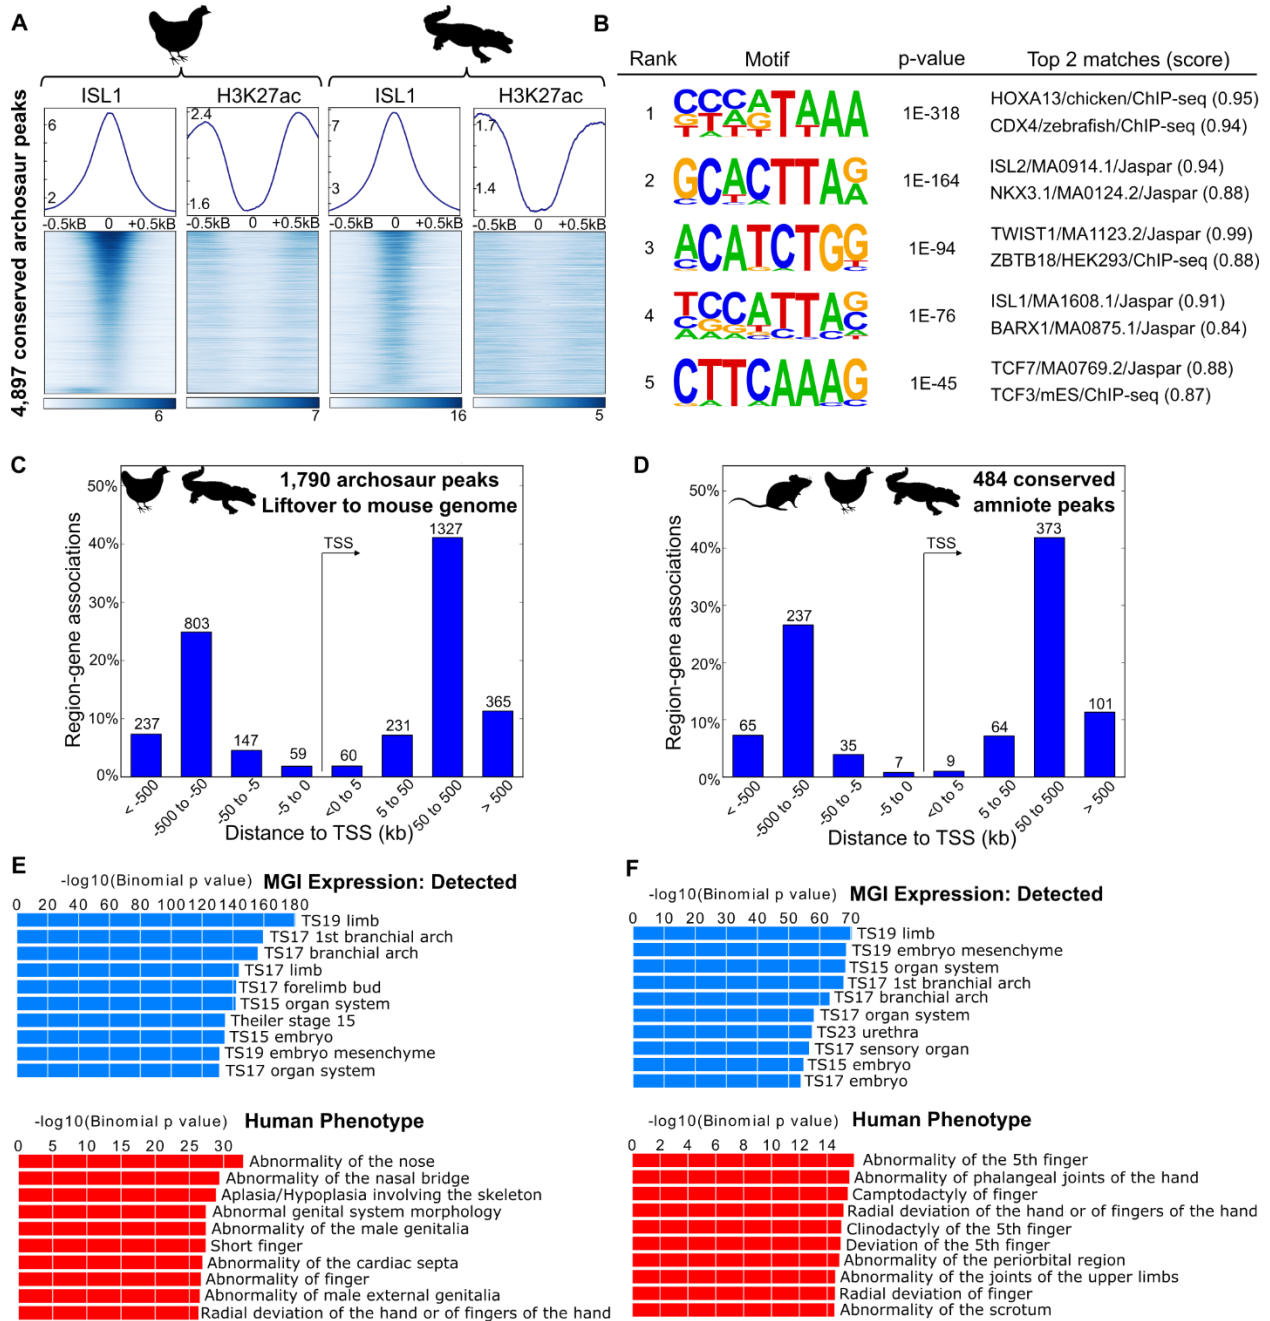 A
4,897 conserved archosaur peaks
ISL1
H3K27ac
ISL1
H3K27ac
6
2
2.4
1.6
7
3
1.7
1.4
-0.5kB 0 +0.5kB
-0.5kB 0 +0.5kB
-0.5kB 0 +0.5kB
-0.5kB 0 +0.5kB
6
7
16
5
B
Rank Motif p-value Top 2 matches (score)
1 1E-318 HOXA13/chicken/ChIP-seq (0.95)
CDX4/zebrafish/ChIP-seq (0.94)
2 GCACTTAG 1E-164 ISL2/MA0914.1/Jaspar (0.94)
NKX3.1/MA0124.2/Jaspar (0.88)
3 ACATCTGG 1E-94 TWIST1/MA1123.2/Jaspar (0.99)
ZBTB18/HEK293/ChIP-seq (0.88)
4 TCCATTAG 1E-76 ISL1/MA1608.1/Jaspar (0.91)
BARX1/MA0875.1/Jaspar (0.84)
5 CTTCAAAG 1E-45 TCF7/MA0769.2/Jaspar (0.88)
TCF3/mES/ChIP-seq (0.87)
C
1,790 archosaur peaks
Liftover to mouse genome
Region-gene associations
50%
40%
30%
20%
10%
0%
TSS
237
803
147
59
60
231
1327
365
< -500
-500 to -50
-50 to -5
-5 to 0
<0 to 5
5 to 50
50 to 500
> 500
Distance to TSS (kb)
D
484 conserved
amniote peaks
Region-gene associations
50%
40%
30%
20%
10%
0%
TSS
65
237
35
7
9
64
373
101
< -500
-500 to -50
-50 to -5
-5 to 0
<0 to 5
5 to 50
50 to 500
> 500
Distance to TSS (kb)
E
-log10(Binomial p value) MGI Expression: Detected
0 20 40 60 80 100 120 140 160 180
TS19 limb
TS17 1st branchial arch
TS17 branchial arch
TS17 limb
TS17 forelimb bud
TS15 organ system
Theiler stage 15
TS15 embryo
TS19 embryo mesenchyme
TS17 organ system
-log10(Binomial p value) Human Phenotype
0 5 10 15 20 25 30
Abnormality of the nose
Abnormality of the nasal bridge
Aplasia/Hypoplasia involving the skeleton
Abnormal genital system morphology
Abnormality of the male genitalia
Short finger
Abnormality of the cardiac septa
Abnormality of finger
Abnormality of male external genitalia
Radial deviation of the hand or of fingers of the hand
F
-log10(Binomial p value) MGI Expression: Detected
0 10 20 30 40 50 60 70
TS19 limb
TS19 embryo mesenchyme
TS15 organ system
TS17 1st branchial arch
TS17 branchial arch
TS17 organ system
TS23 urethra
TS17 sensory organ
TS15 embryo
TS17 embryo
-log10(Binomial p value) Human Phenotype
0 2 4 6 8 10 12 14
Abnormality of the 5th finger
Abnormality of phalangeal joints of the hand
Camptodactyly of finger
Radial deviation of the hand or of fingers of the hand
Clinodactyly of the 5th finger
Deviation of the 5th finger
Abnormality of the periorbital region
Abnormality of the joints of the upper limbs
Radial deviation of finger
Abnormality of the scrotum